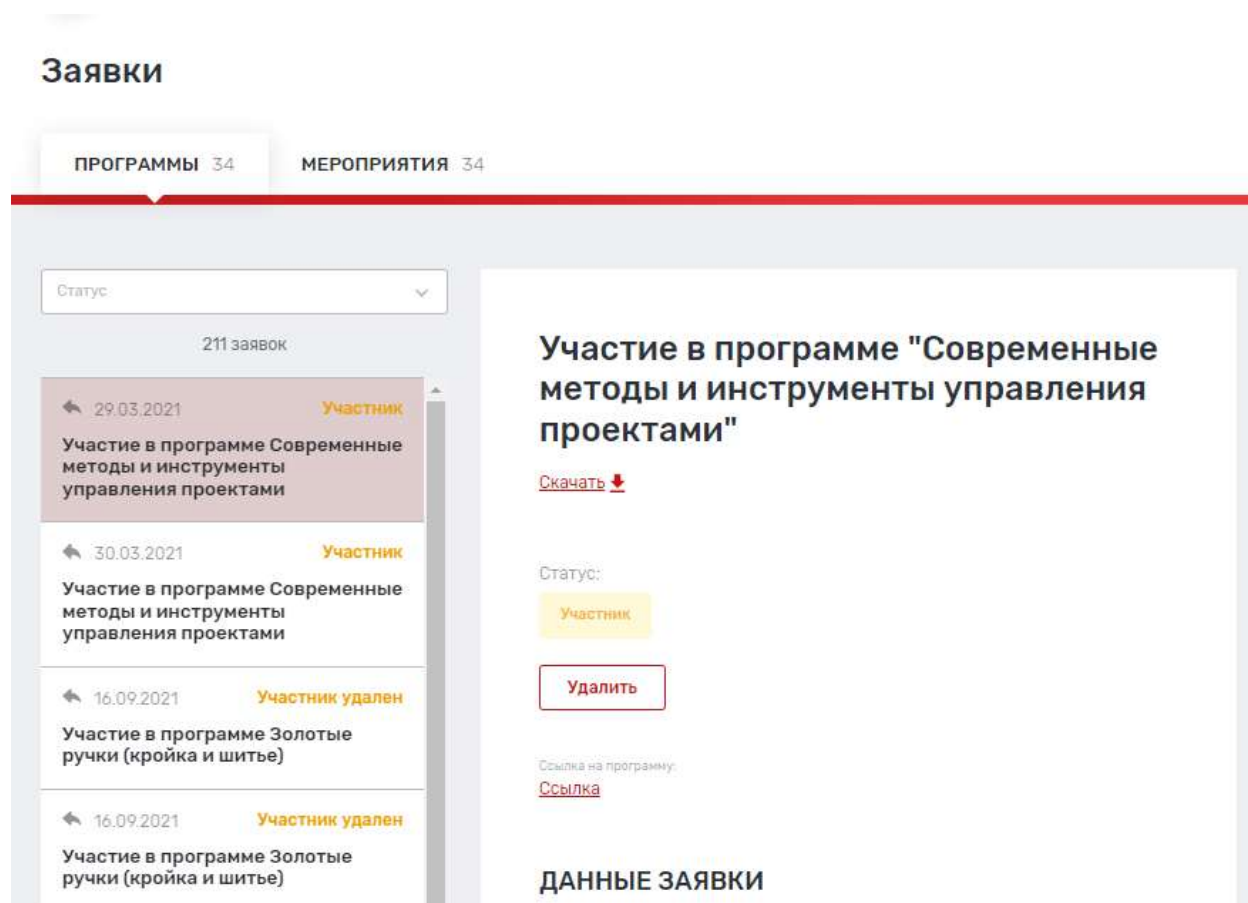 Заявки
ПРОГРАММЫ 34 МЕРОПРИЯТИЯ 34
Статус
211 заявок
29.03.2021 Участник
Участие в программе Современные
методы и инструменты
управления проектами
30.03.2021 Участник
Участие в программе Современные
методы и инструменты
управления проектами
16.09.2021 Участник удален
Участие в программе Золотые
ручки (кройка и шитье)
16.09.2021 Участник удален
Участие в программе Золотые
ручки (кройка и шитье)
Участие в программе "Современные
методы и инструменты управления
проектами"
Скачать
Статус:
Участник
Удалить
Ссылка на программу:
Ссылка
ДАННЫЕ ЗАЯВКИ